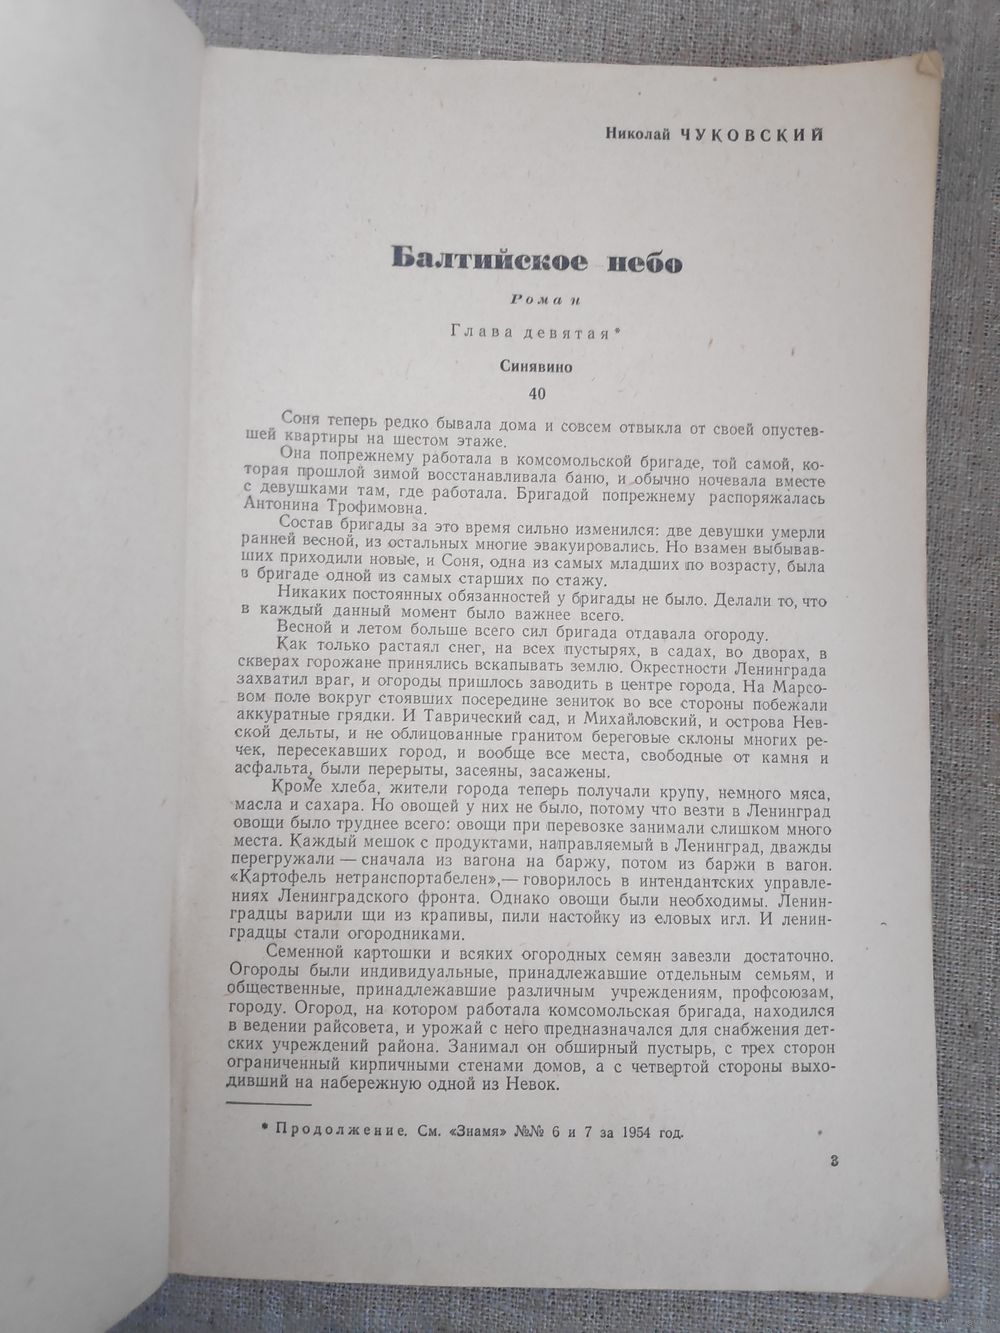 Николай ЧУКОВСКИЙ
Балтийское небо
Роман
Глава девятая*
Синявино
40
Соня теперь редко бывала дома и совсем отвыкла от своей опустев-
шей квартиры на шестом этаже.
Она попрежнему работала в комсомольской бригаде, той самой, ко-
торая прошлой зимой восстанавливала баню, и обычно ночевала вместе
с девушками там, где работала. Бригадой попрежнему распоряжалась
Антонина Трофимовна.
Состав бригады за это время сильно изменился: две девушки умерли
ранней весной, из остальных многие эвакуировались. Но взамен выбывав-
ших приходили новые, и Соня, одна из самых младших по возрасту, была
в бригаде одной из самых старших по стажу.
Никаких постоянных обязанностей у бригады не было. Делали то, что
в каждый данный момент было важнее всего.
Весной и летом больше всего сил бригада отдавала огороду.
Как только растаял снег, на всех пустырях, в садах, во дворах, в
скверах горожане принялись вскапывать землю. Окрестности Ленинграда
захватил враг, и огороды пришлось заводить в центре города. На Марсо-
вом поле вокруг стоявших посередине зениток во все стороны побежали
аккуратные грядки. И Таврический сад, и Михайловский, и острова Нев-
ской дельты, и не облицованные гранитом береговые склоны многих ре-
чек, пересекавших город, и вообще все места, свободные от камня и
асфальта, были перерыты, засеяны, засажены.
Кроме хлеба, жители города теперь получали крупу, немного мяса,
масла и сахара. Но овощей у них не было, потому что везти в Ленинград
овощи было труднее всего: овощи при перевозке занимали слишком много
места. Каждый мешок с продуктами, направляемый в Ленинград, дважды
перегружали — сначала из вагона на баржу, потом из баржи в вагон.
«Картофель нетранспортабелен»,— говорилось в интендантских управле-
ниях Ленинградского фронта. Однако овощи были необходимы. Ленин-
градцы варили щи из крапивы, пили настойку из еловых игл. И ленин-
градцы стали огородниками.
Семенной картошки и всяких огородных семян завезли достаточно.
Огороды были индивидуальные, принадлежавшие отдельным семьям, и
общественные, принадлежавшие различным учреждениям, профсоюзам,
городу. Огород, на котором работала комсомольская бригада, находился
в ведении райсовета, и урожай с него предназначался для снабжения дет-
ских учреждений района. Занимал он обширный пустырь, с трех сторон
ограниченный кирпичными стенами домов, а с четвертой стороны выхо-
дивший на набережную одной из Невок.
* Продолжение. См. «Знамя» №№ 6 и 7 за 1954 год.
3